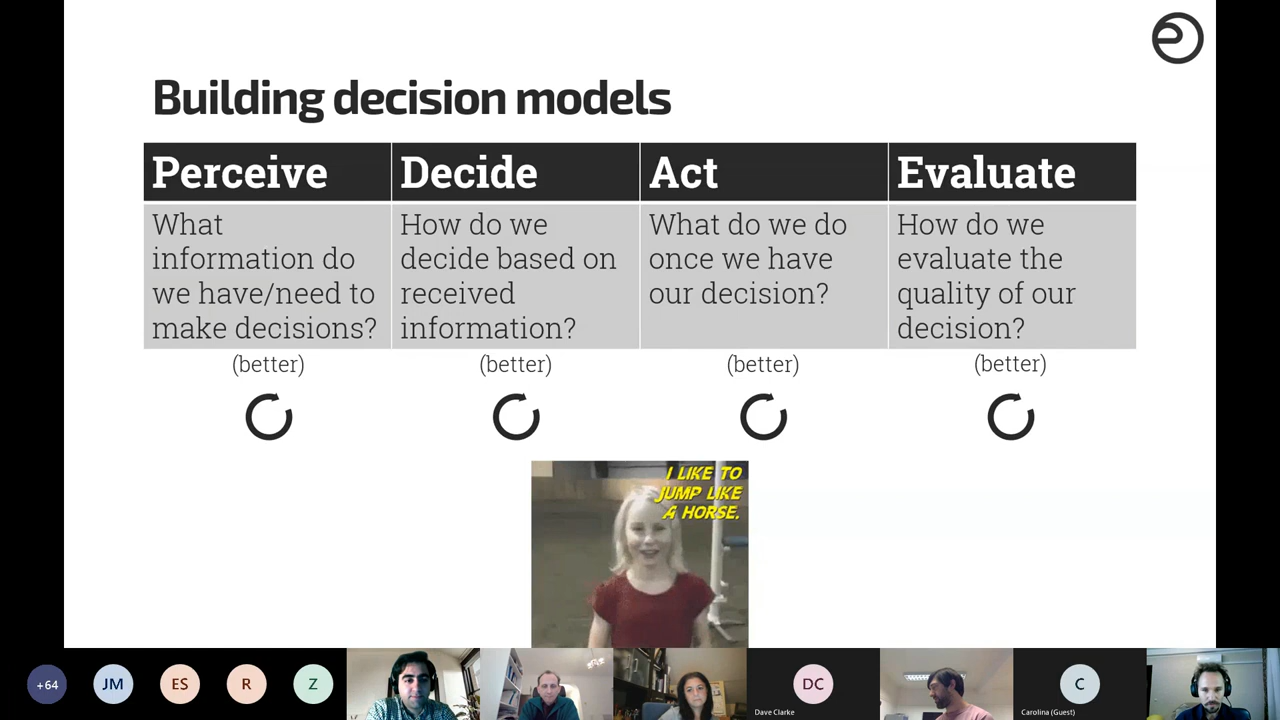 Building decision models
Perceive
Decide
Act
Evaluate
What
information do
we have/need to
make decisions?
How do we
decide based on
received
information?
What do we do
once we have
our decision?
How do we
evaluate the
quality of our
decision?
(better)
(better)
(better)
(better)
I LIKE TO
JUMP LIKE
A HORSE.
+64
JM
ES
R
Z
DC
Dave Clarke
C
Carolina (Guest)